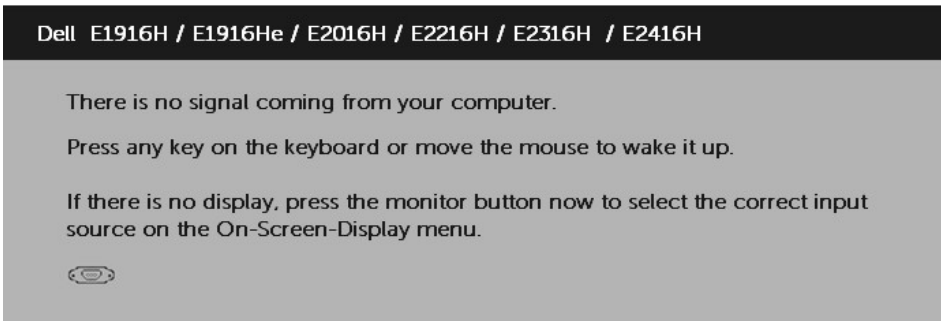 Dell E1916H / E1916He / E2016H / E2216H / E2316H / E2416H
There is no signal coming from your computer.
Press any key on the keyboard or move the mouse to wake it up.
If there is no display, press the monitor button now to select the correct input
source on the On-Screen-Display menu.